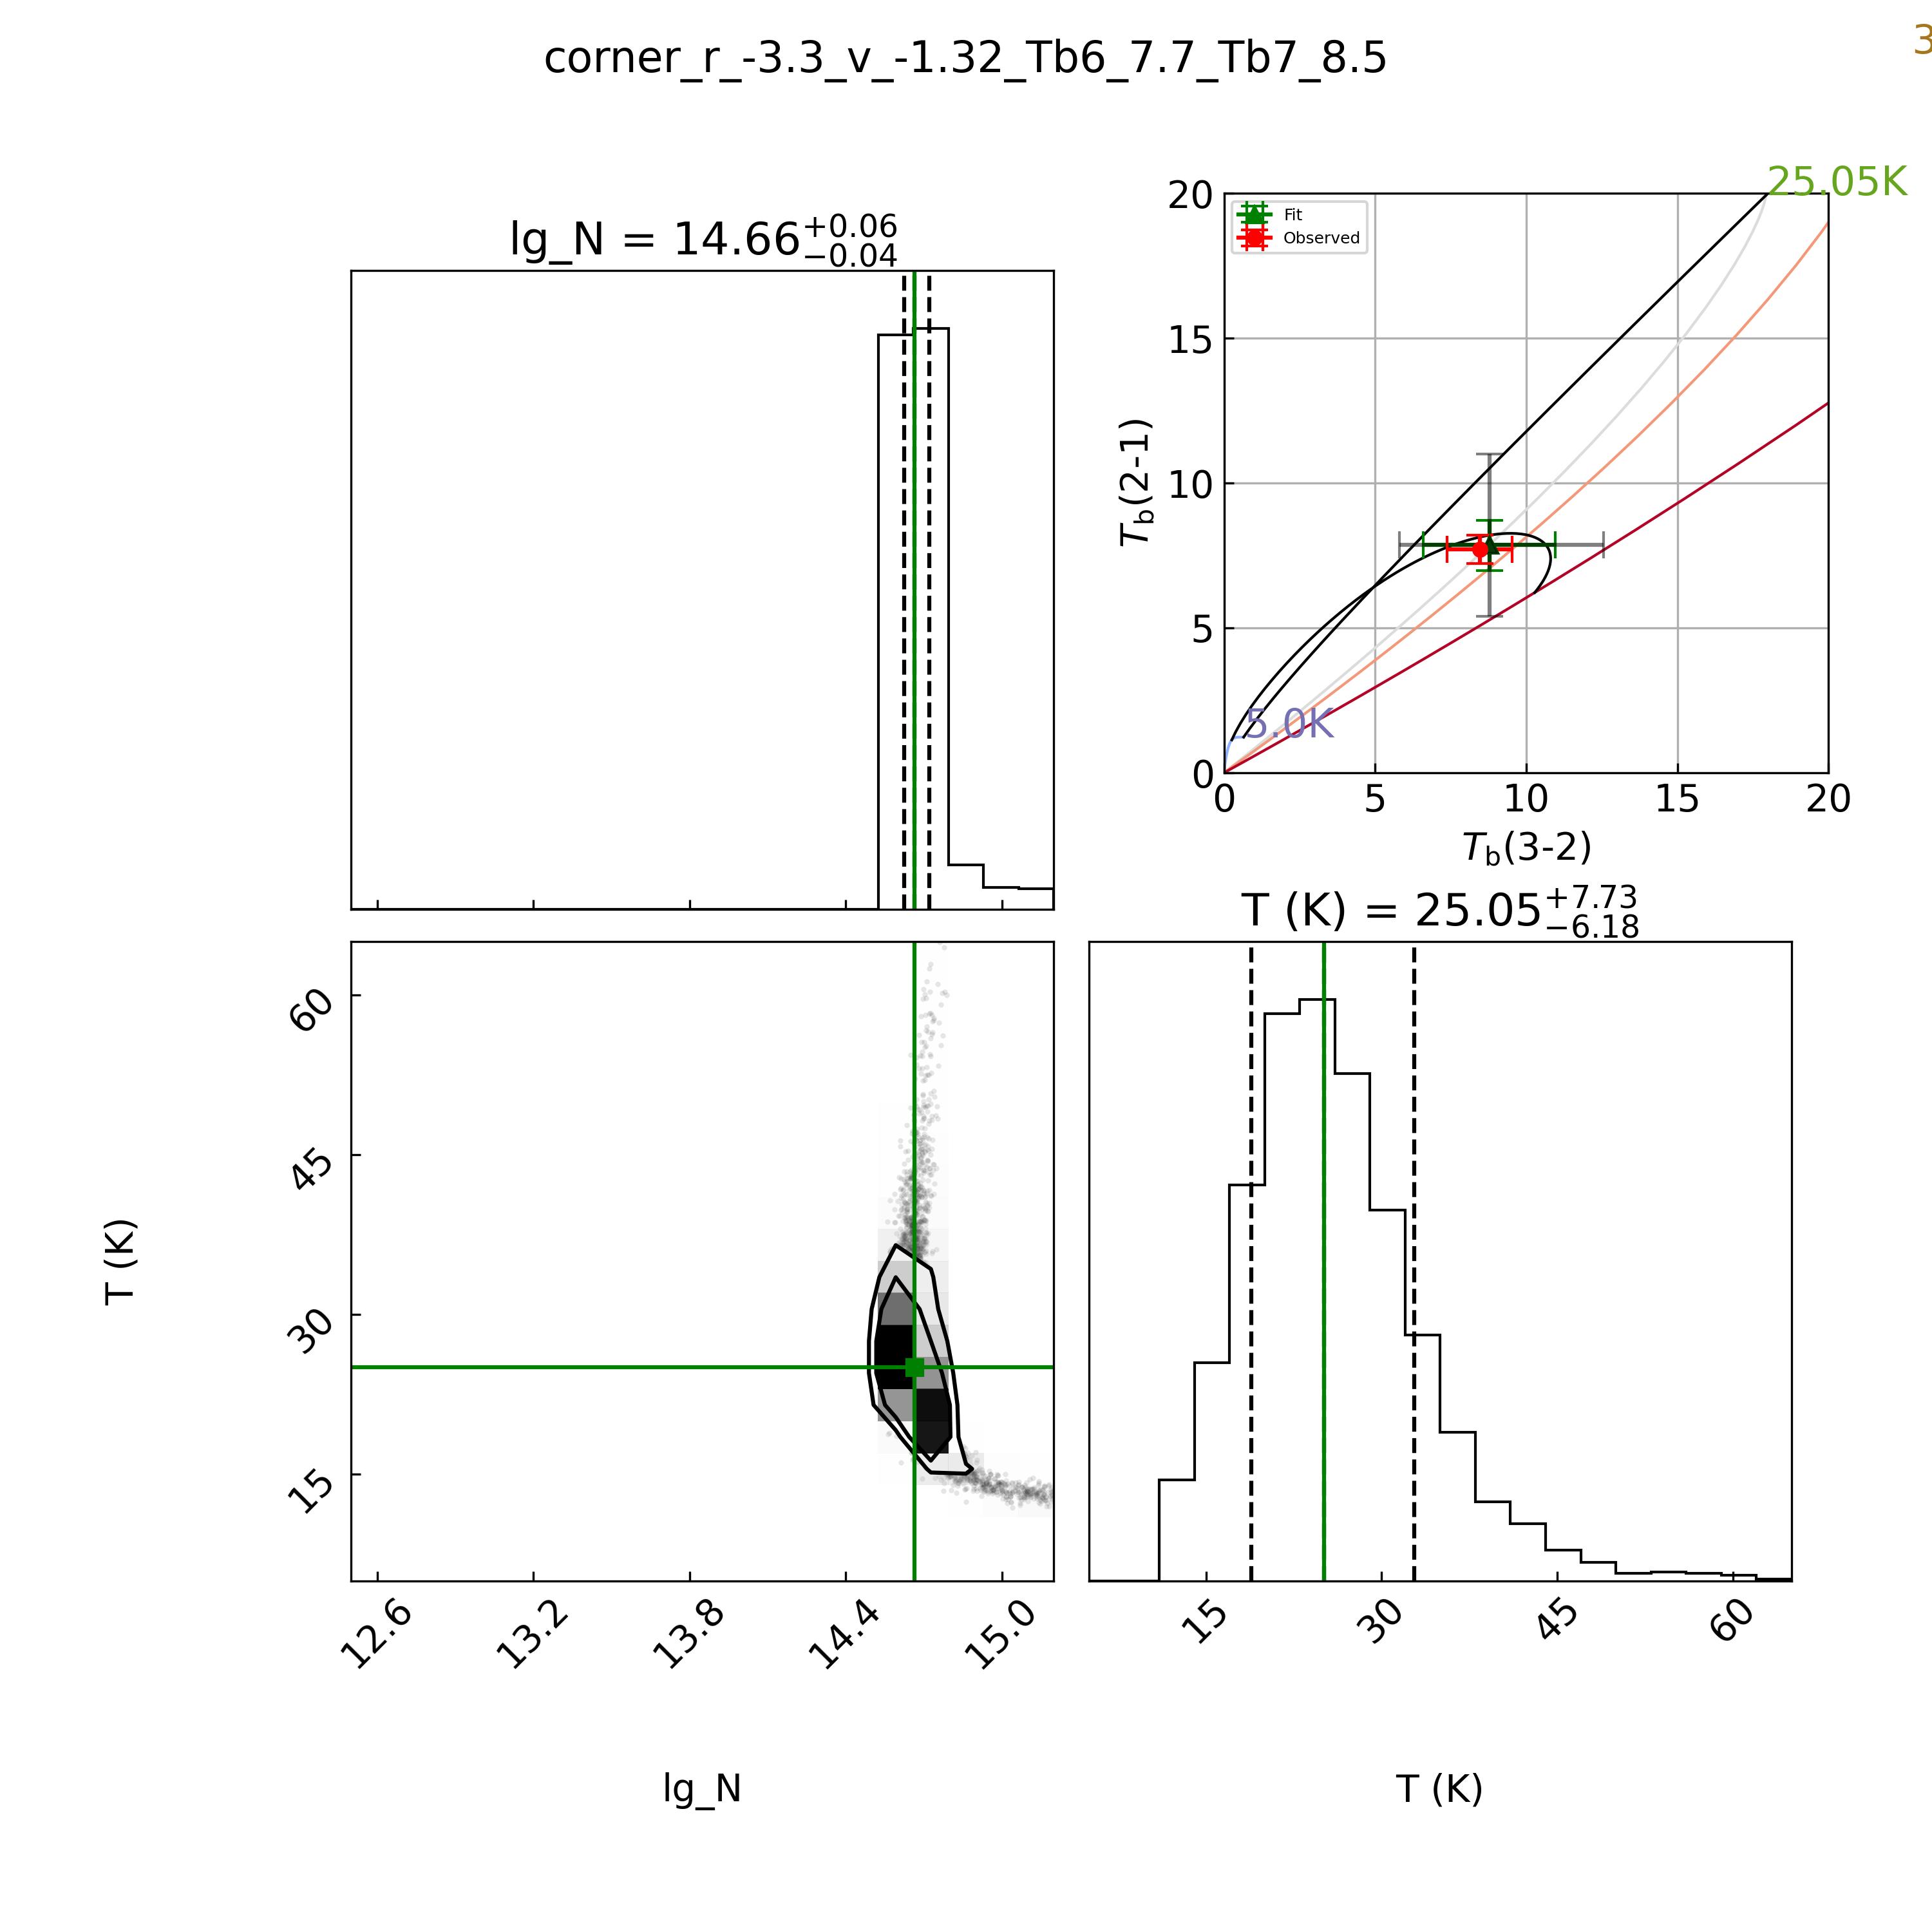 3
corner_r_-3.3_v_-1.32_Tb6_7.7_Tb7_8.5
lg_N = 14.66 +0.06 −0.04
25.05K
Fit
Observed
20
15
10
5
0
T_b(2-1)
5.0K
0 5 10 15 20
T_b(3-2)
T (K) = 25.05 +7.73 −6.18
60
45
30
15
T (K)
12.6 13.2 13.8 14.4 15.0
15 30 45 60
lg_N
T (K)